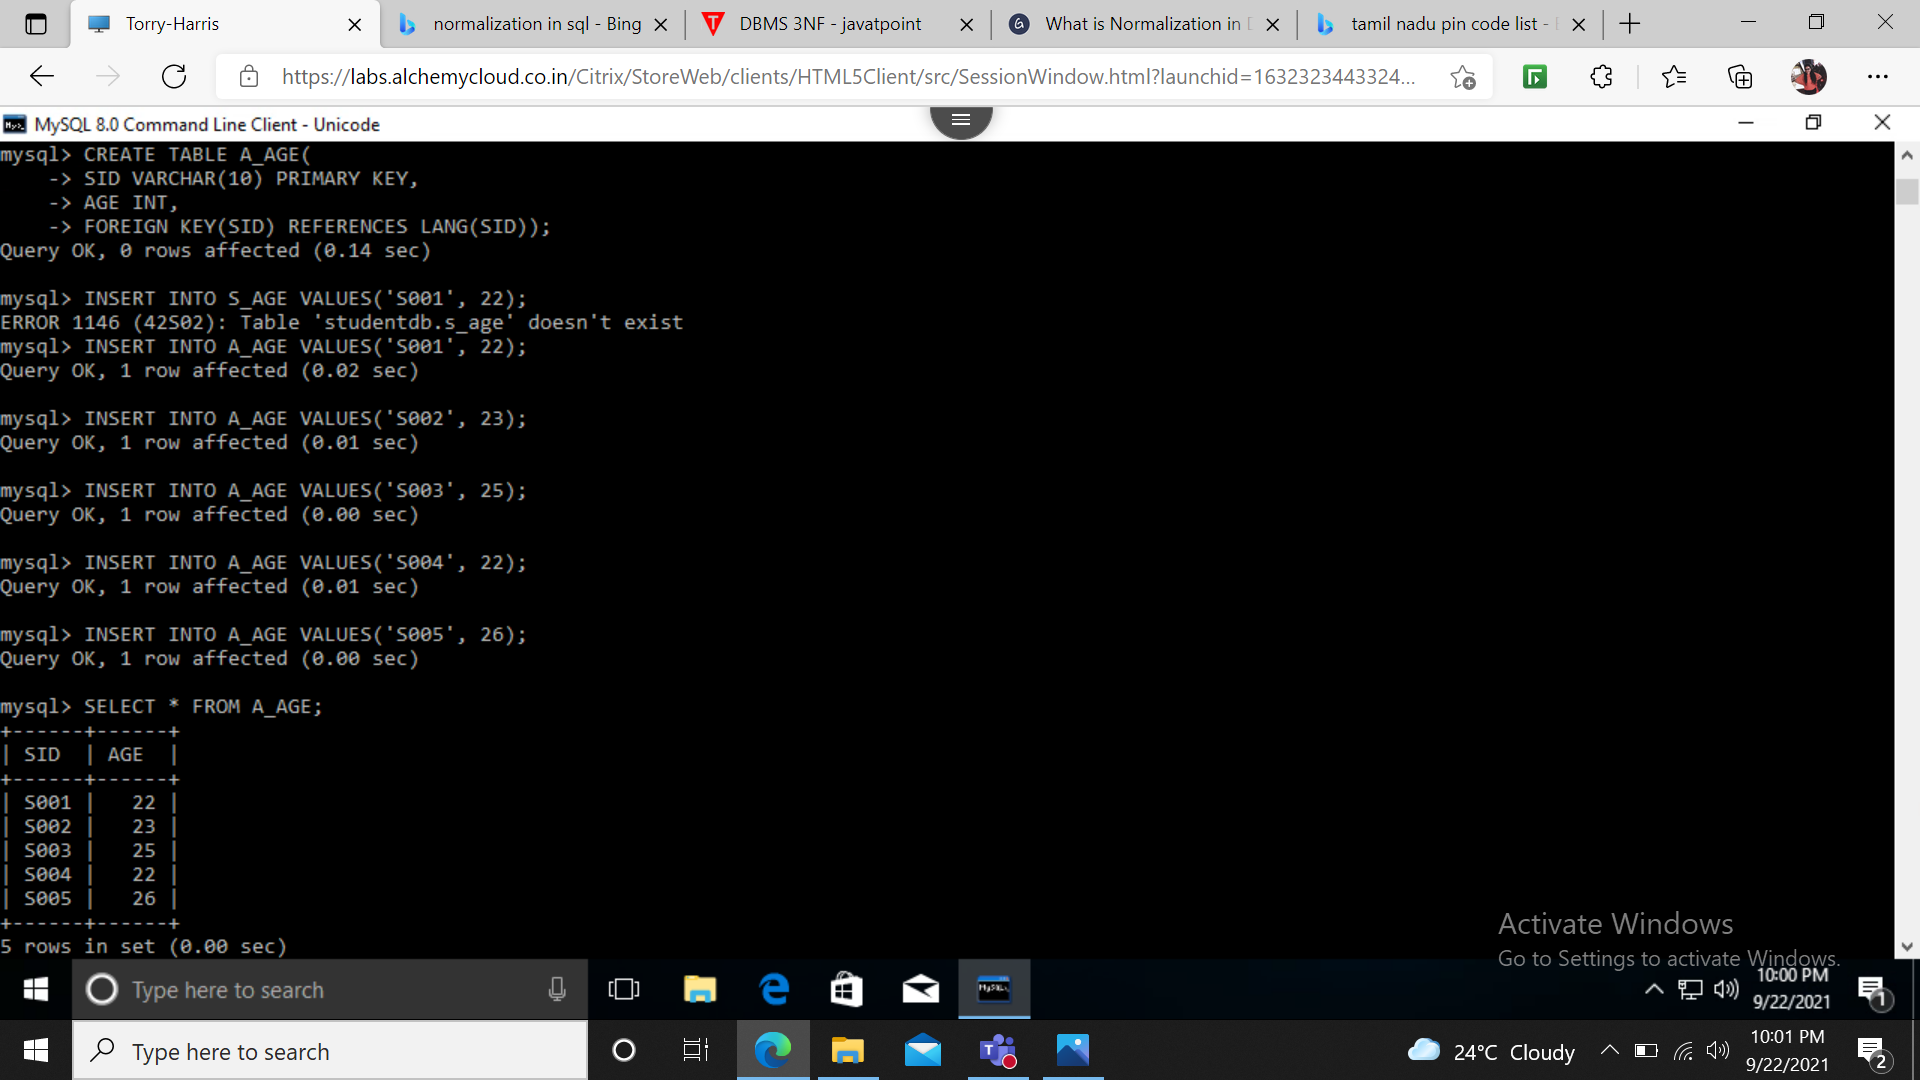 Torry-Harris
normalization in sql - Bing
DBMS 3NF - javatpoint
What is Normalization in
tamil nadu pin code list -
https://labs.alchemycloud.co.in/Citrix/StoreWeb/clients/HTML5Client/src/SessionWindow.html?launchid=1632323443324...
MySQL 8.0 Command Line Client - Unicode
mysql> CREATE TABLE A_AGE(
    -> SID VARCHAR(10) PRIMARY KEY,
    -> AGE INT,
    -> FOREIGN KEY(SID) REFERENCES LANG(SID));
Query OK, 0 rows affected (0.14 sec)
mysql> INSERT INTO S_AGE VALUES('S001', 22);
ERROR 1146 (42S02): Table 'studentdb.s_age' doesn't exist
mysql> INSERT INTO A_AGE VALUES('S001', 22);
Query OK, 1 row affected (0.02 sec)
mysql> INSERT INTO A_AGE VALUES('S002', 23);
Query OK, 1 row affected (0.01 sec)
mysql> INSERT INTO A_AGE VALUES('S003', 25);
Query OK, 1 row affected (0.00 sec)
mysql> INSERT INTO A_AGE VALUES('S004', 22);
Query OK, 1 row affected (0.01 sec)
mysql> INSERT INTO A_AGE VALUES('S005', 26);
Query OK, 1 row affected (0.00 sec)
mysql> SELECT * FROM A_AGE;
+------+------+
| SID  | AGE  |
+------+------+
| S001 |   22 |
| S002 |   23 |
| S003 |   25 |
| S004 |   22 |
| S005 |   26 |
+------+------+
5 rows in set (0.00 sec)
Activate Windows
Go to Settings to activate Windows.
Type here to search
10:00 PM
9/22/2021
1
Type here to search
24°C Cloudy
10:01 PM
9/22/2021
2